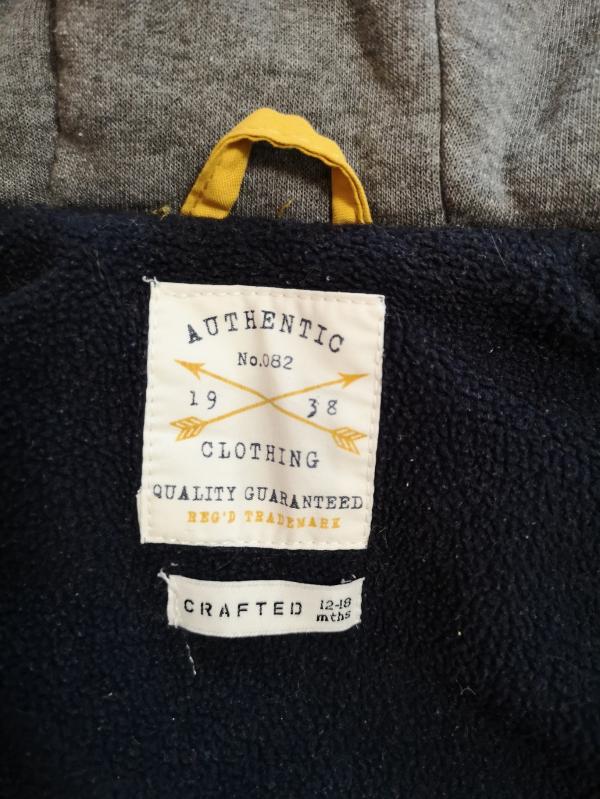 AUTHENTIC
No.082
19 38
CLOTHING
QUALITY GUARANTEED
REG'D TRADEMARK
CRAFTED 12-18
mths